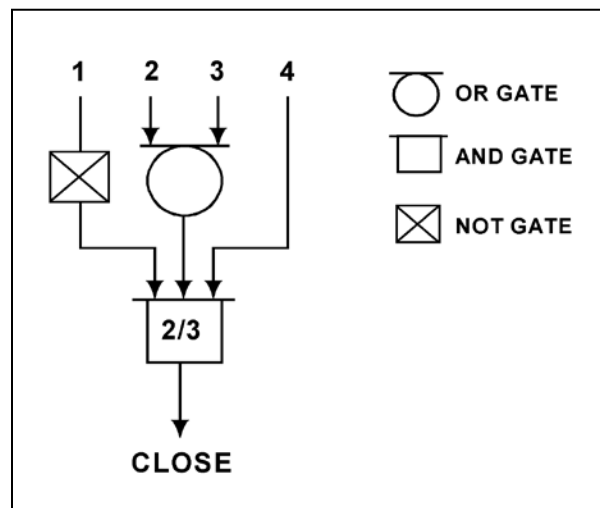 1 2 3 4
OR GATE
AND GATE
NOT GATE
2/3
CLOSE